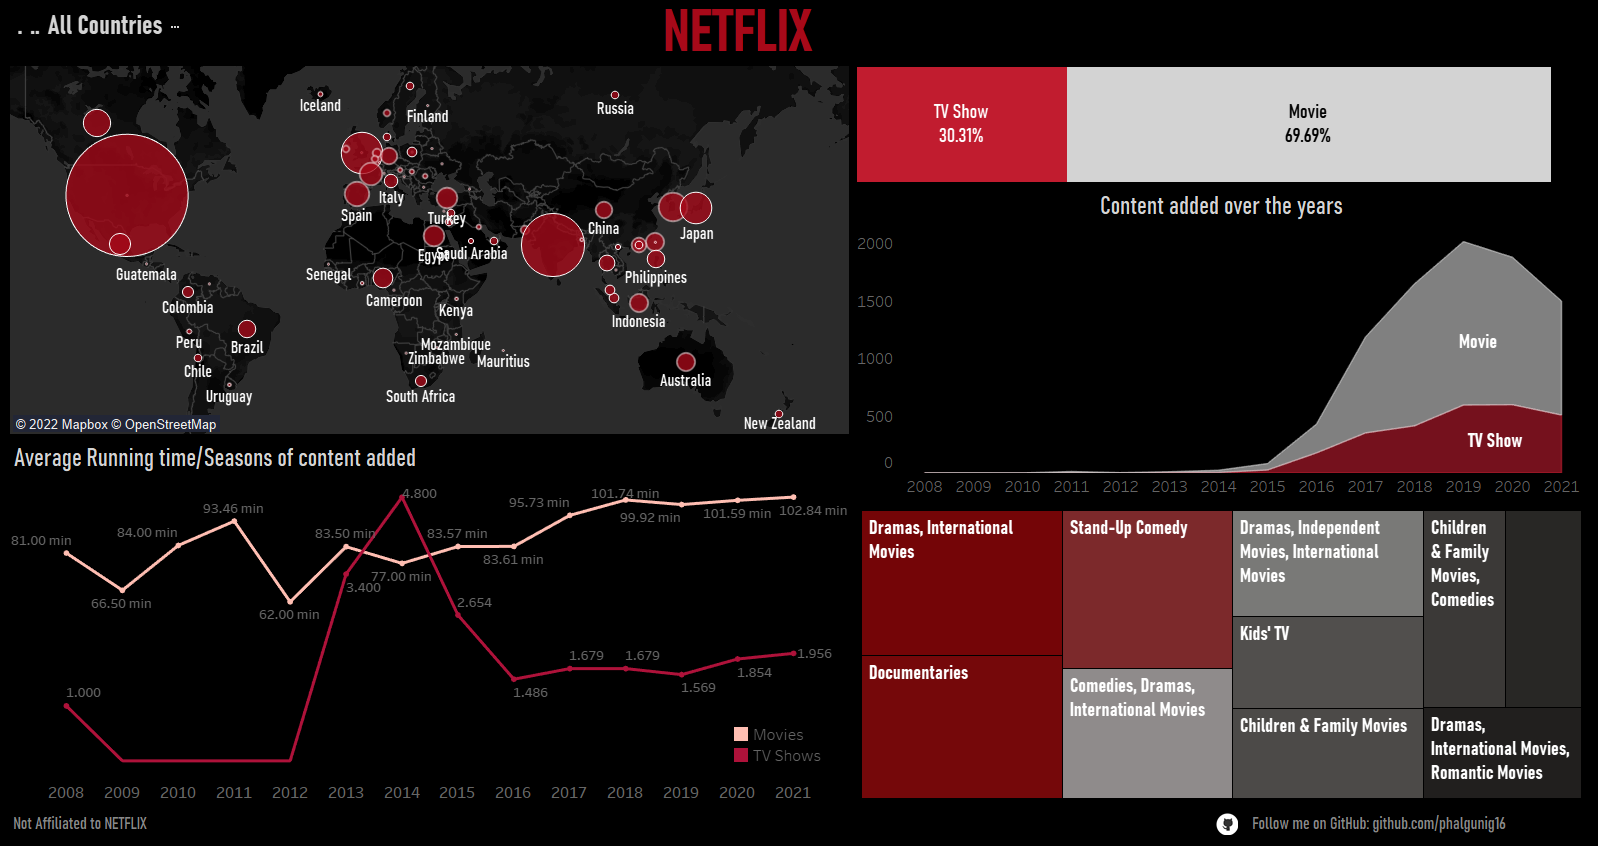 . .. All Countries ...
NETFLIX
Iceland
Finland
Russia
Italy
Spain
Turkey
Egypt
Saudi Arabia
China
Japan
Guatemala
Senegal
Philippines
Colombia
Cameroon
Kenya
Indonesia
Peru
Brazil
Mozambique
Zimbabwe
Mauritius
Chile
Australia
Uruguay
South Africa
New Zealand
© 2022 Mapbox © OpenStreetMap
TV Show
30.31%
Movie
69.69%
Content added over the years
2000
1500
1000
500
0
Movie
TV Show
2008 2009 2010 2011 2012 2013 2014 2015 2016 2017 2018 2019 2020 2021
Average Running time/Seasons of content added
81.00 min
66.50 min
84.00 min
93.46 min
62.00 min
83.50 min
77.00 min
83.57 min
83.61 min
95.73 min
101.74 min
99.92 min
101.59 min
102.84 min
1.000
3.400
4.800
2.654
1.486
1.679
1.679
1.569
1.854
1.956
Movies
TV Shows
2008 2009 2010 2011 2012 2013 2014 2015 2016 2017 2018 2019 2020 2021
Dramas, International
Movies
Documentaries
Stand-Up Comedy
Comedies, Dramas,
International Movies
Dramas, Independent
Movies, International
Movies
Kids' TV
Children & Family Movies
Children
& Family
Movies,
Comedies
Dramas,
International Movies,
Romantic Movies
Not Affiliated to NETFLIX
Follow me on GitHub: github.com/phalgunig16